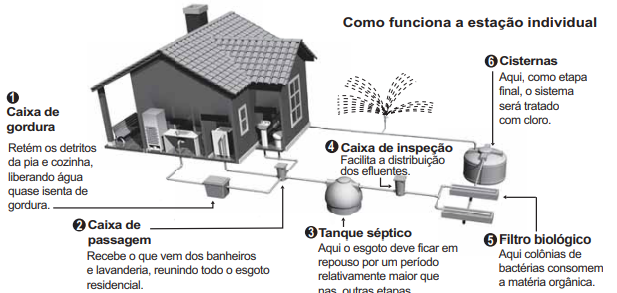 Como funciona a estação individual
❶
Caixa de
gordura
Retém os detritos
da pia e cozinha,
liberando água
quase isenta de
gordura.
❷ Caixa de
passagem
Recebe o que vem dos banheiros
e lavanderia, reunindo todo o esgoto
residencial.
❸ Tanque séptico
Aqui o esgoto deve ficar em
repouso por um período
relativamente maior que
nas outras etapas
❹ Caixa de inspeção
Facilita a distribuição
dos efluentes.
❺ Filtro biológico
Aqui colônias de
bactérias consomem
a matéria orgânica.
❻ Cisternas
Aqui, como etapa
final, o sistema
será tratado
com cloro.